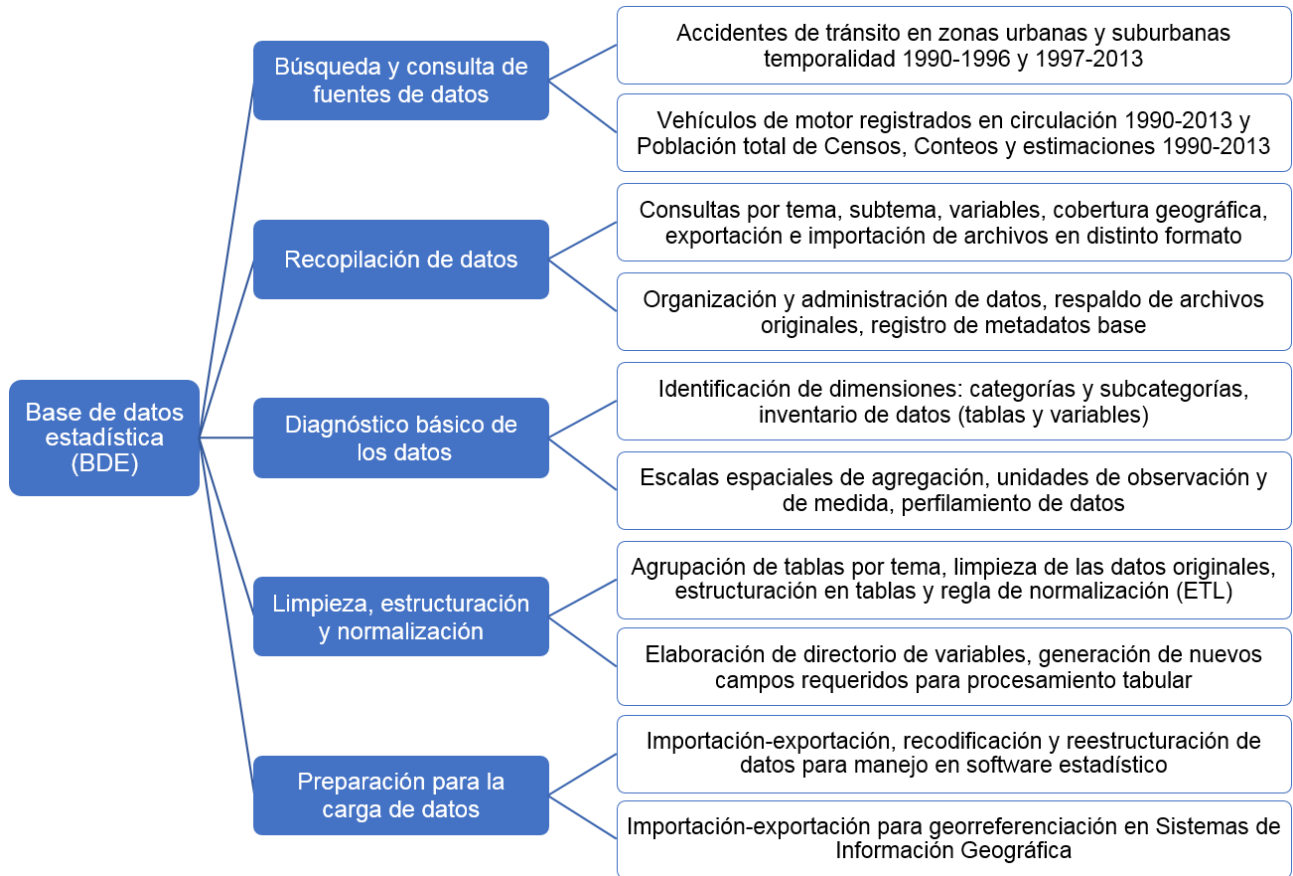 Base de datos
estadística
(BDE)
Búsqueda y consulta de
fuentes de datos
Accidentes de tránsito en zonas urbanas y suburbanas
temporalidad 1990-1996 y 1997-2013
Vehículos de motor registrados en circulación 1990-2013 y
Población total de Censos, Conteos y estimaciones 1990-2013
Recopilación de datos
Consultas por tema, subtema, variables, cobertura geográfica,
exportación e importación de archivos en distinto formato
Organización y administración de datos, respaldo de archivos
originales, registro de metadatos base
Diagnóstico básico de
los datos
Identificación de dimensiones: categorías y subcategorías,
inventario de datos (tablas y variables)
Escalas espaciales de agregación, unidades de observación y
de medida, perfilamiento de datos
Limpieza, estructuración
y normalización
Agrupación de tablas por tema, limpieza de las datos originales,
estructuración en tablas y regla de normalización (ETL)
Elaboración de directorio de variables, generación de nuevos
campos requeridos para procesamiento tabular
Preparación para la
carga de datos
Importación-exportación, recodificación y reestructuración de
datos para manejo en software estadístico
Importación-exportación para georreferenciación en Sistemas de
Información Geográfica